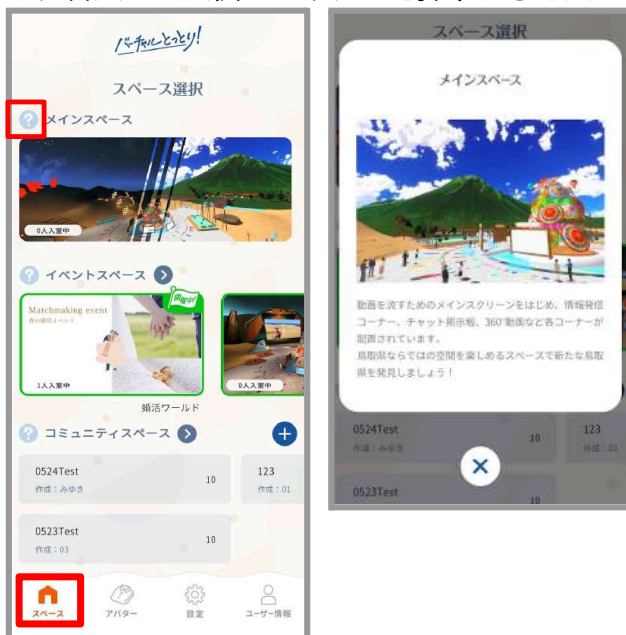 バーチャルとっとり!
スペース選択
? メインスペース
0人入室中
? イベントスペース
Matchmaking event
開催中!
1人入室中
0人入室中
婚活ワールド
? コミュニティスペース
0524Test
作成：みゆき
10
123
作成：01
0523Test
作成：03
10
スペース
アバター
設定
ユーザー情報
スペース選択
メインスペース
動画を流すためのメインスクリーンをはじめ、情報発信
コーナー、チャット掲示板、360°動画など各コーナーが
配置されています。
鳥取県ならではの空間を楽しめるスペースで新たな鳥取
県を発見しましょう！
0524Test
作成：みゆき
10
123
作成：01
0523Test
10